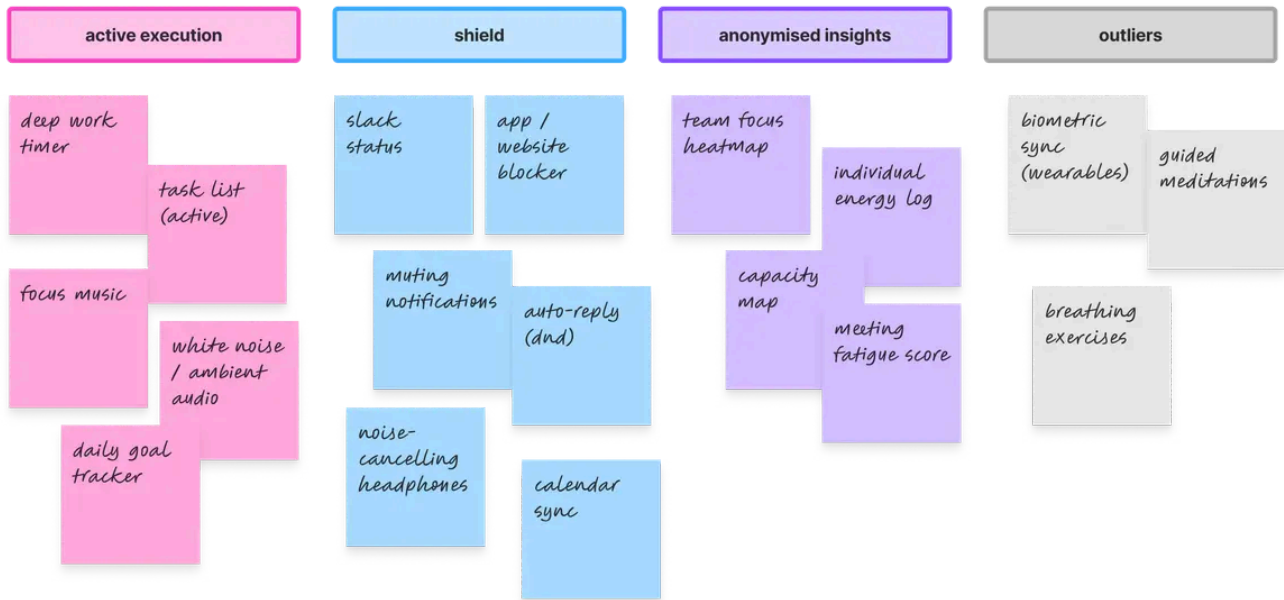 active execution
shield
anonymised insights
outliers
deep work
timer
task list
(active)
focus music
white noise
/ ambient
audio
daily goal
tracker
slack
status
app /
website
blocker
muting
notifications
auto-reply
(dnd)
noise-
cancelling
headphones
calendar
sync
team focus
heatmap
individual
energy log
capacity
map
meeting
fatigue score
biometric
sync
(wearables)
guided
meditations
breathing
exercises